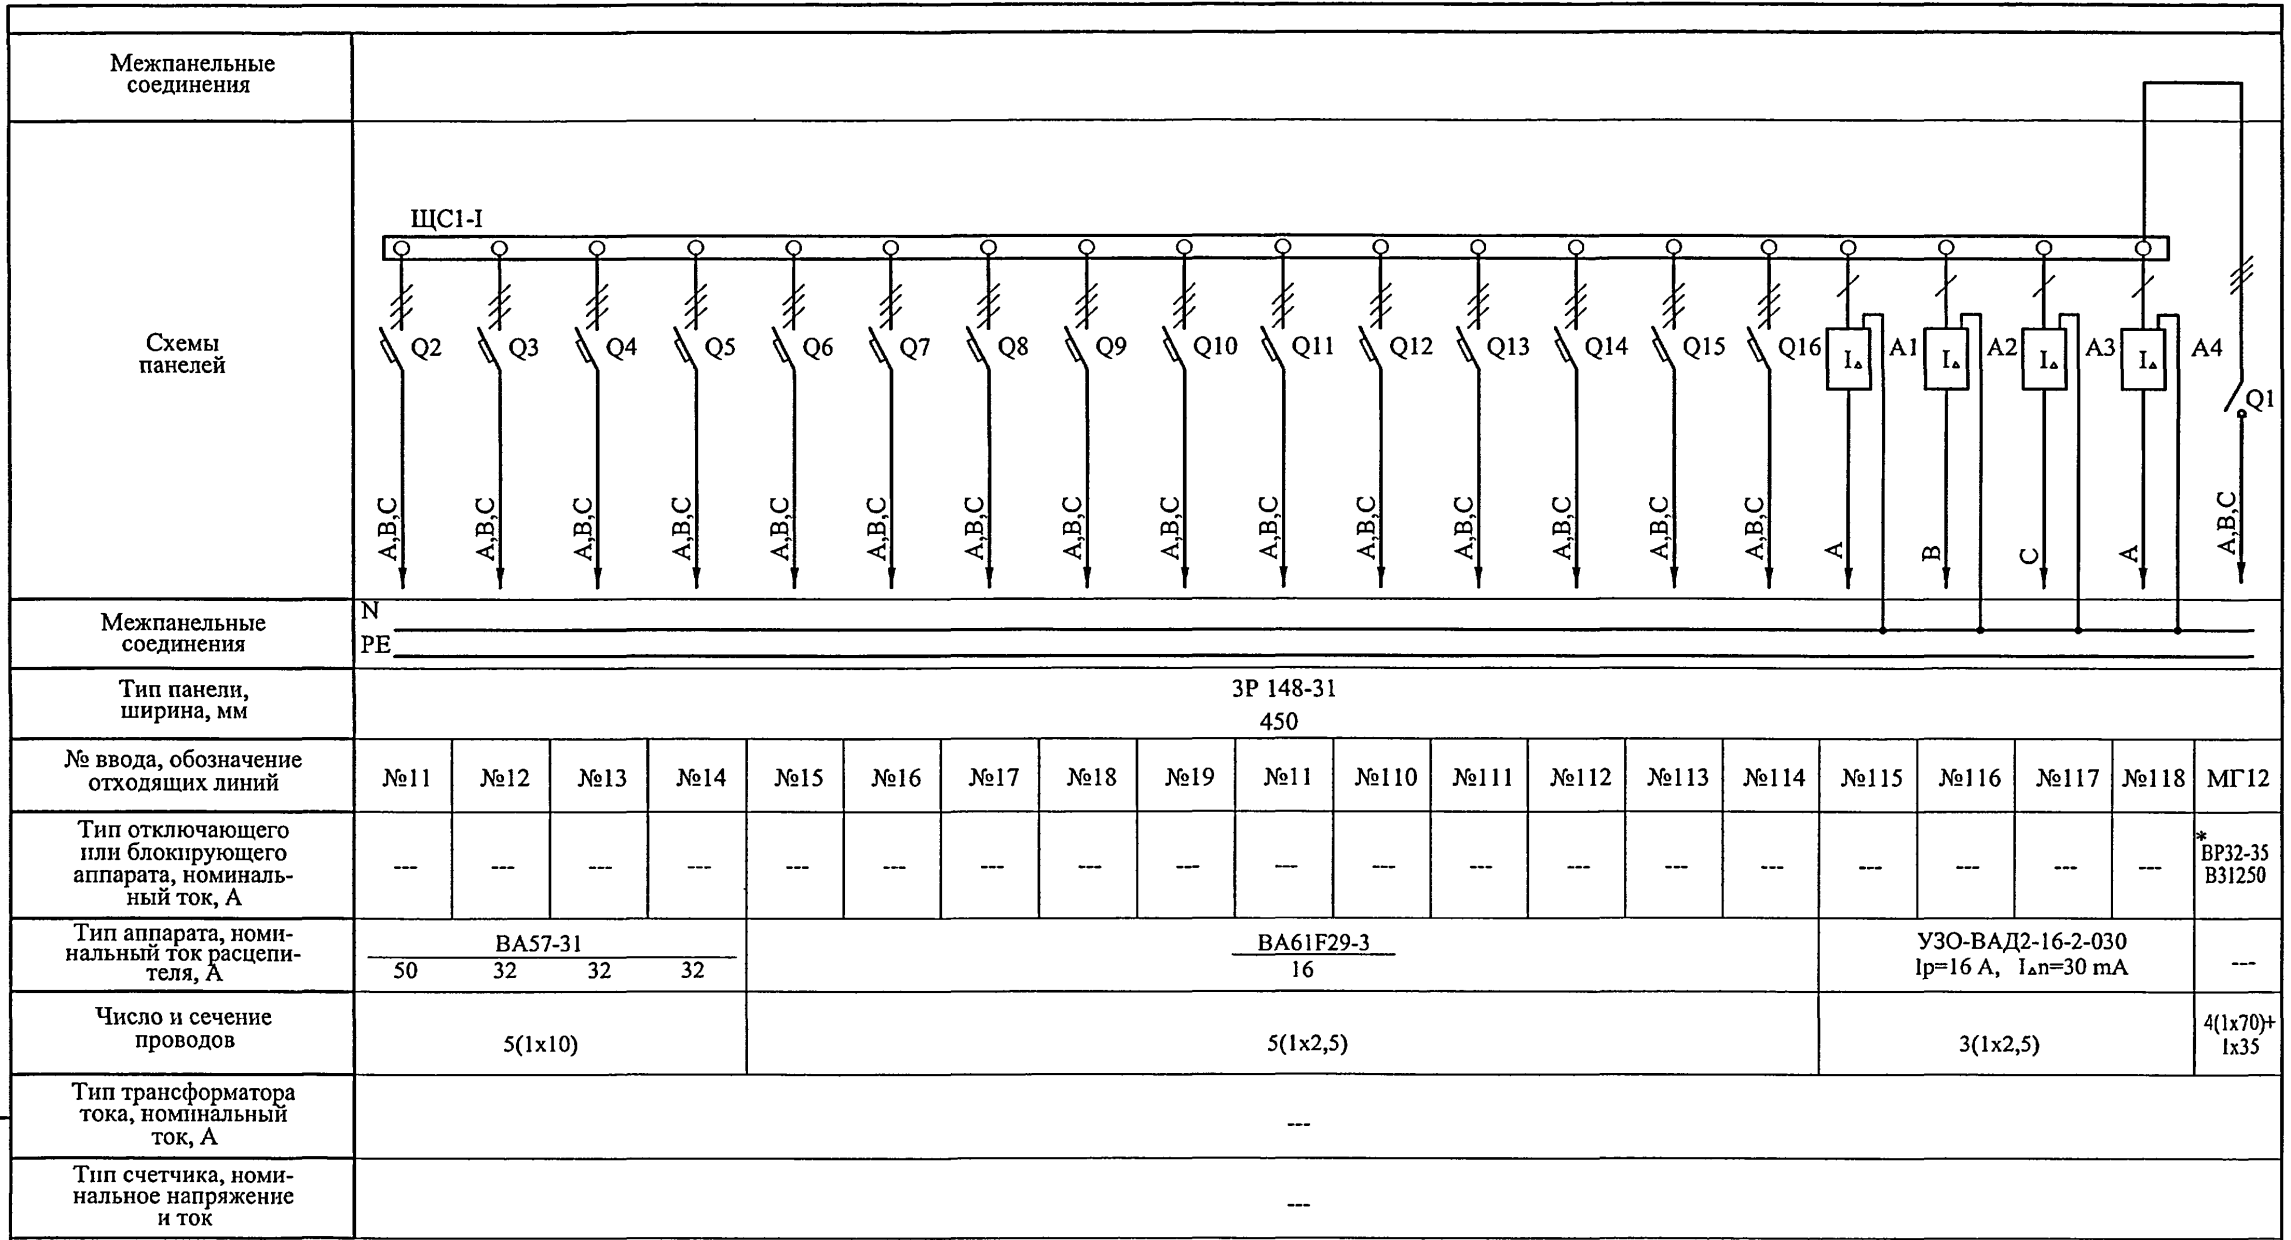 Межпанельные
соединения
Схемы
панелей
ЩС1-I
Q2 Q3 Q4 Q5 Q6 Q7 Q8 Q9 Q10 Q11 Q12 Q13 Q14 Q15 Q16 I▵ A1 I▵ A2 I▵ A3 I▵ A4
Q1
A,B,C A,B,C A,B,C A,B,C A,B,C A,B,C A,B,C A,B,C A,B,C A,B,C A,B,C A,B,C A,B,C A,B,C A,B,C A B C A A,B,C
Межпанельные
соединения
N
PE
Тип панели,
ширина, мм
3Р 148-31
450
№ ввода, обозначение
отходящих линий
№11 №12 №13 №14 №15 №16 №17 №18 №19 №11 №110 №111 №112 №113 №114 №115 №116 №117 №118 МГ12
Тип отключающего
или блокирующего
аппарата, номиналь-
ный ток, А
--- --- --- --- --- --- --- --- --- --- --- --- --- --- --- --- --- --- ---
*
ВР32-35
В31250
Тип аппарата, номи-
нальный ток расцепи-
теля, А
ВА57-31
50 32 32 32
ВА61F29-3
16
УЗО-ВАД2-16-2-030
Iр=16 А, I▵n=30 mA
---
Число и сечение
проводов
5(1х10)
5(1х2,5)
3(1х2,5)
4(1х70)+
1х35
Тип трансформатора
тока, номинальный
ток, А
---
Тип счетчика, номи-
нальное напряжение
и ток
---